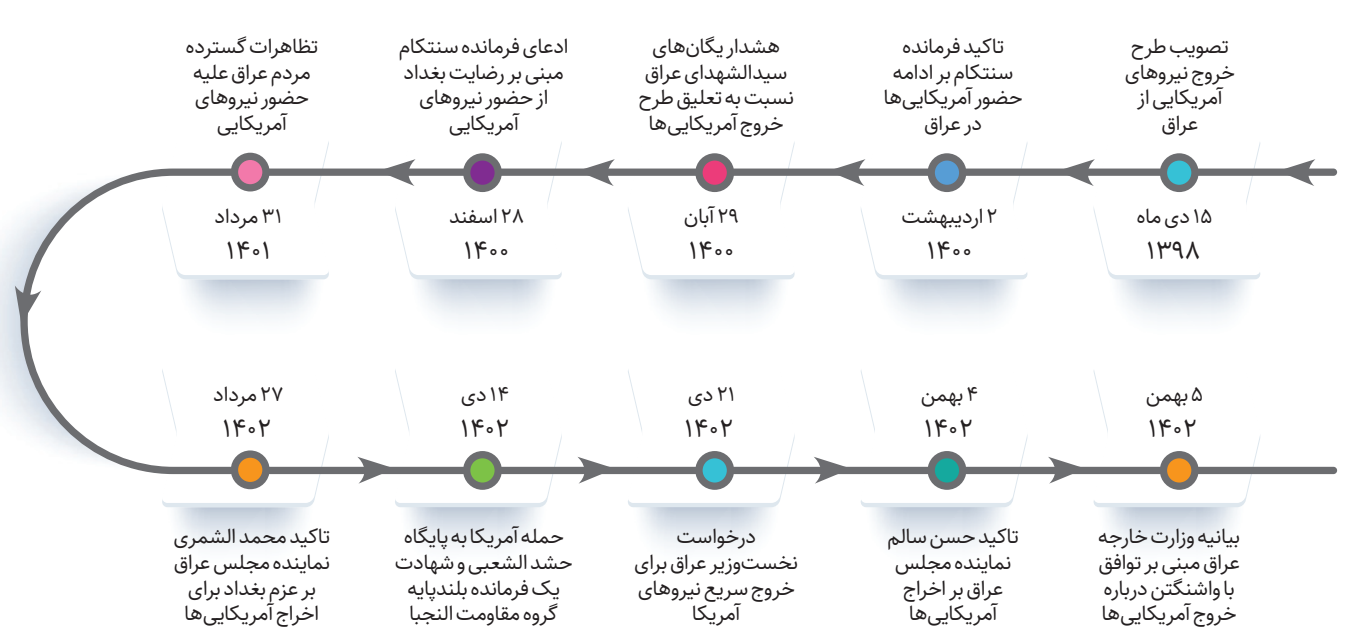 تصویب طرح
خروج نیروهای
آمریکایی از
عراق
۱۵ دی ماه
۱۳۹۸
تاکید فرمانده
سنتکام بر ادامه
حضور آمریکایی‌ها
در عراق
۲ اردیبهشت
۱۴۰۰
هشدار یگان‌های
سیدالشهدای عراق
نسبت به تعلیق طرح
خروج آمریکایی‌ها
۲۹ آبان
۱۴۰۰
ادعای فرمانده سنتکام
مبنی بر رضایت بغداد
از حضور نیروهای
آمریکایی
۲۸ اسفند
۱۴۰۰
تظاهرات گسترده
مردم عراق علیه
حضور نیروهای
آمریکایی
۳۱ مرداد
۱۴۰۱
۲۷ مرداد
۱۴۰۲
تاکید محمد الشمری
نماینده مجلس عراق
بر عزم بغداد برای
اخراج آمریکایی‌ها
۱۴ دی
۱۴۰۲
حمله آمریکا به پایگاه
حشد الشعبی و شهادت
یک فرمانده بلندپایه
گروه مقاومت النجبا
۲۱ دی
۱۴۰۲
درخواست
نخست‌وزیر عراق برای
خروج سریع نیروهای
آمریکا
۴ بهمن
۱۴۰۲
تاکید حسن سالم
نماینده مجلس
عراق بر اخراج
آمریکایی‌ها
۵ بهمن
۱۴۰۲
بیانیه وزارت خارجه
عراق مبنی بر توافق
با واشنگتن درباره
خروج آمریکایی‌ها